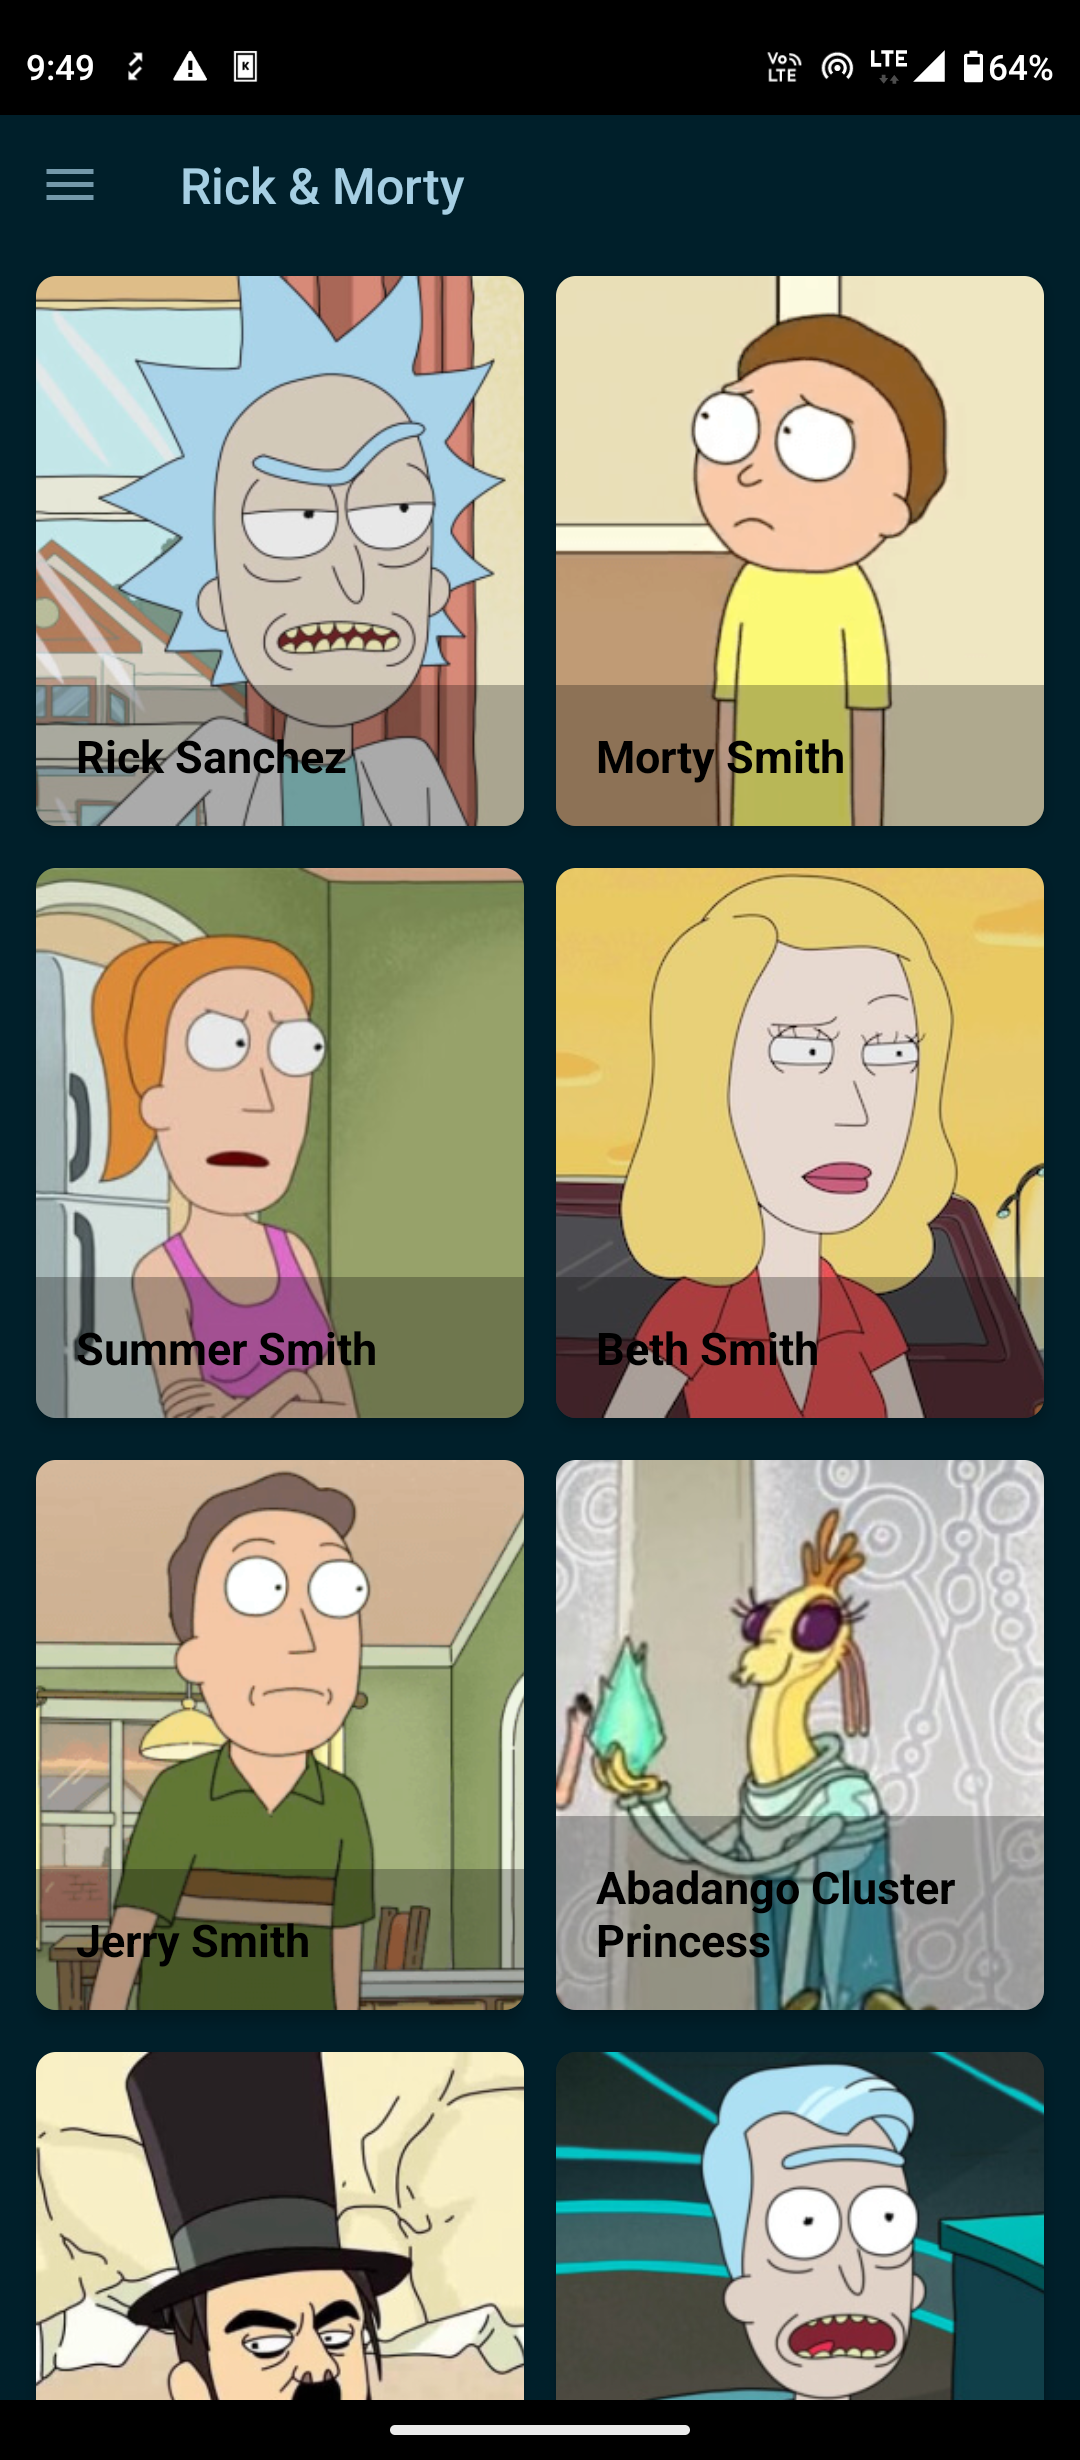 9:49
K
Vo LTE
LTE
64%
Rick & Morty
Rick Sanchez
Morty Smith
Summer Smith
Beth Smith
Jerry Smith
Abadango Cluster
Princess